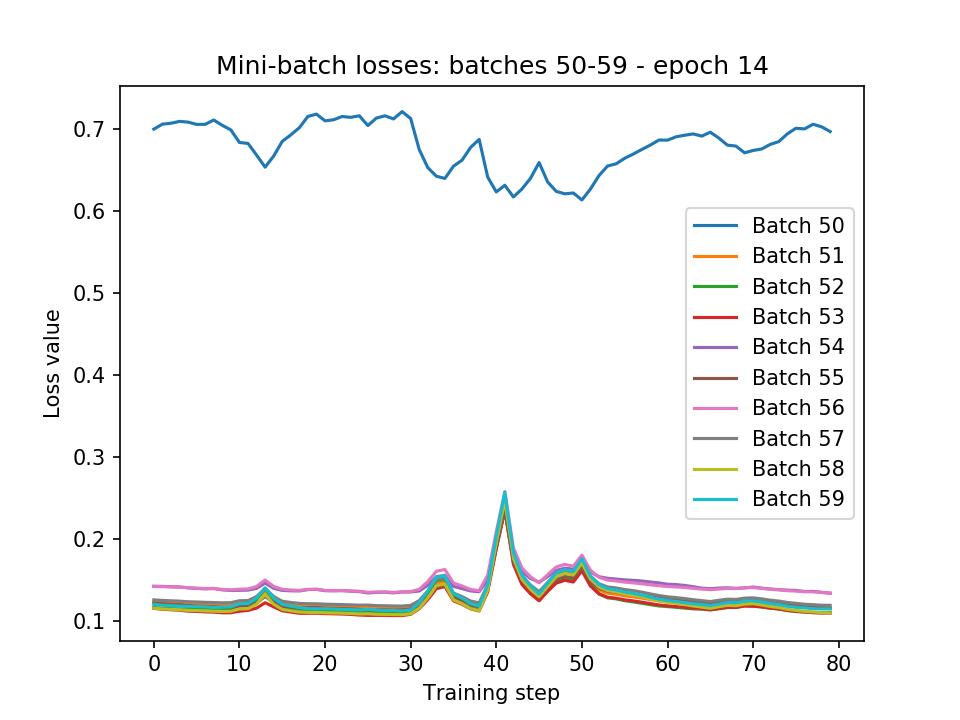 Mini-batch losses: batches 50-59 - epoch 14
Loss value
0.7
0.6
0.5
0.4
0.3
0.2
0.1
Batch 50
Batch 51
Batch 52
Batch 53
Batch 54
Batch 55
Batch 56
Batch 57
Batch 58
Batch 59
0 10 20 30 40 50 60 70 80
Training step